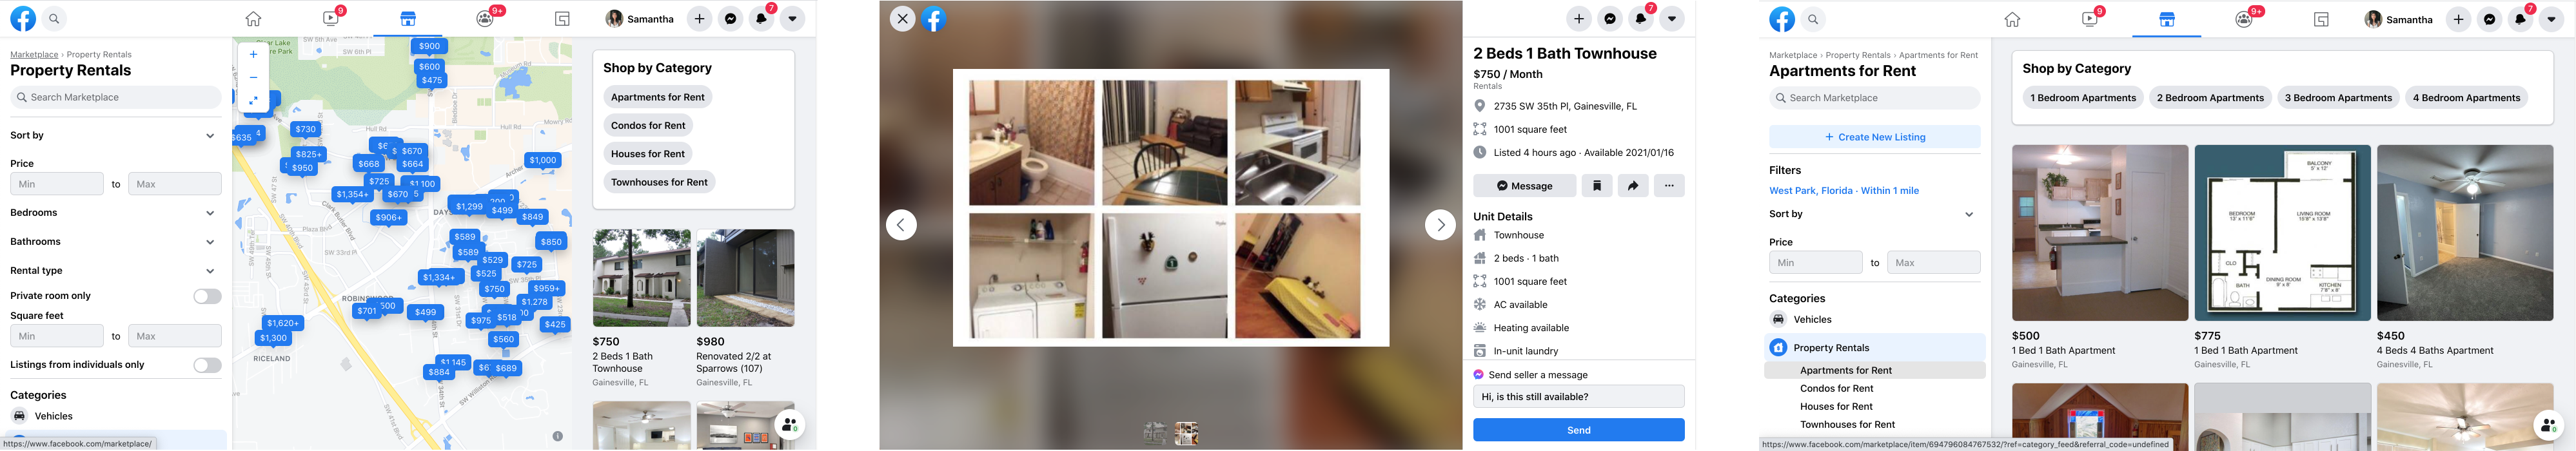 9
9+
Samantha
7
Marketplace › Property Rentals
Property Rentals
Search Marketplace
Sort by
Price
Min
to
Max
Bedrooms
Bathrooms
Rental type
Private room only
Square feet
Min
to
Max
Listings from individuals only
Categories
Vehicles
https://www.facebook.com/marketplace/
$900
$600
$475
$635
$730
$825+
$950
$668
$670
$664
$725
$1,100
$1,354+
$670
$906+
$1,000
$1,299
$499
$849
$850
$589
$589
$529
$525
$725
$1,334+
$750
$959+
$1,278
$701
$499
$975
$518
$425
$560
$1,620+
$1,300
$1,145
$884
$689
Hull Rd
SW 33rd Pl
RICELAND
Shop by Category
Apartments for Rent
Condos for Rent
Houses for Rent
Townhouses for Rent
$750
2 Beds 1 Bath
Townhouse
Gainesville, FL
$980
Renovated 2/2 at
Sparrows (107)
Gainesville, FL
7
2 Beds 1 Bath Townhouse
$750 / Month
Rentals
2735 SW 35th Pl, Gainesville, FL
1001 square feet
Listed 4 hours ago · Available 2021/01/16
Message
Unit Details
Townhouse
2 beds · 1 bath
1001 square feet
AC available
Heating available
In-unit laundry
Send seller a message
Hi, is this still available?
Send
9
9+
Samantha
7
Marketplace › Property Rentals › Apartments for Rent
Apartments for Rent
Search Marketplace
+ Create New Listing
Filters
West Park, Florida · Within 1 mile
Sort by
Price
Min
to
Max
Categories
Vehicles
Property Rentals
Apartments for Rent
Condos for Rent
Houses for Rent
Townhouses for Rent
https://www.facebook.com/marketplace/item/694796084767532/?ref=category_feed&referral_code=undefined
Shop by Category
1 Bedroom Apartments
2 Bedroom Apartments
3 Bedroom Apartments
4 Bedroom Apartments
BALCONY
BEDROOM
LIVING ROOM
CLO
DINING ROOM
BATH
KITCHEN
$500
1 Bed 1 Bath Apartment
Gainesville, FL
$775
1 Bed 1 Bath Apartment
Gainesville, FL
$450
4 Beds 4 Baths Apartment
Gainesville, FL